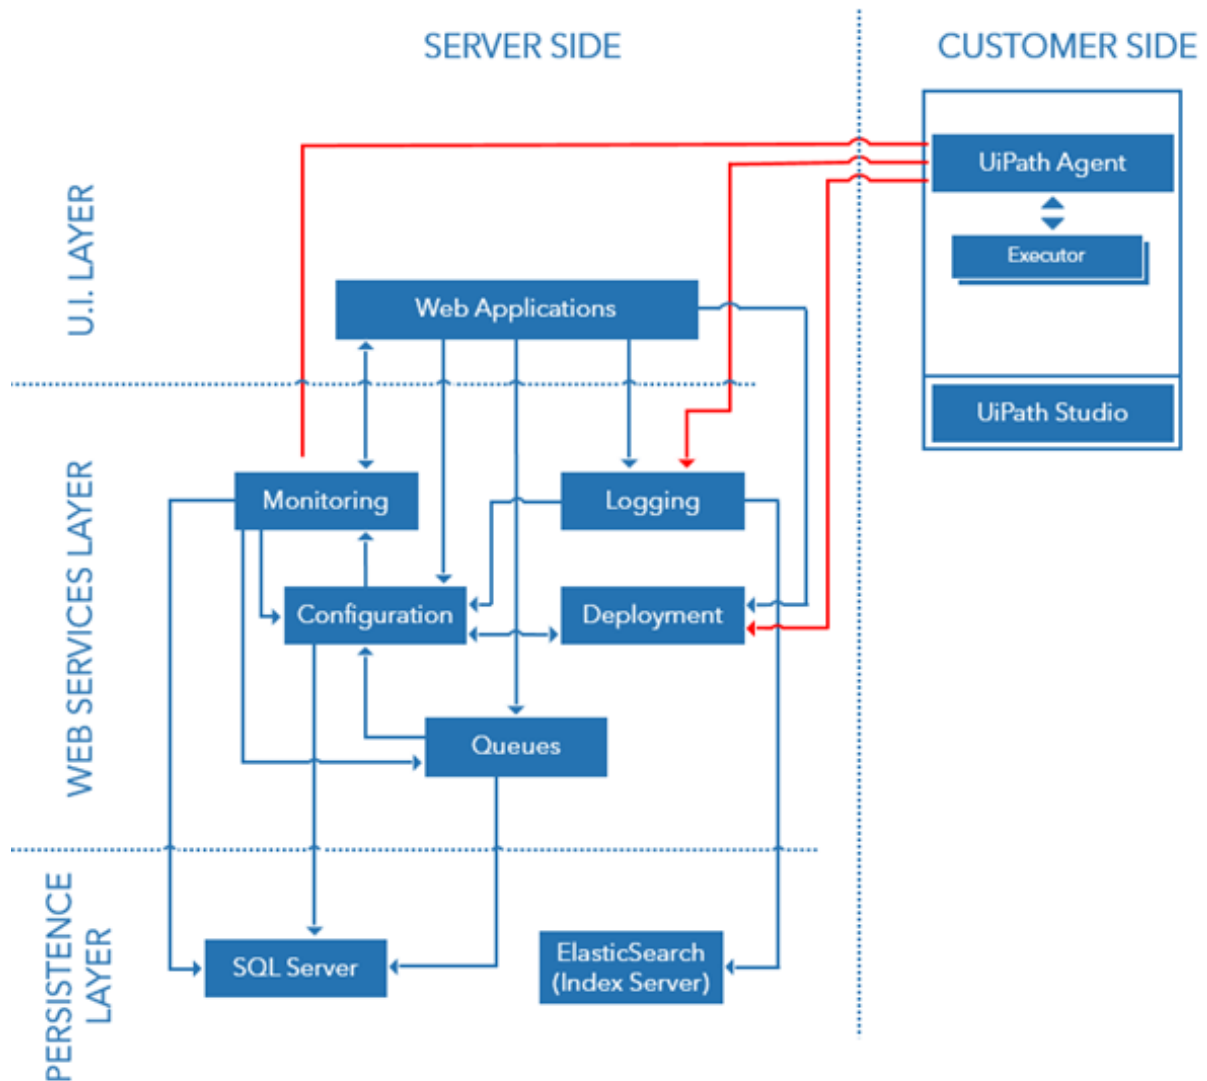 SERVER SIDE
CUSTOMER SIDE
U.I. LAYER
UiPath Agent
Executor
Web Applications
UiPath Studio
WEB SERVICES LAYER
Monitoring
Logging
Configuration
Deployment
Queues
PERSISTENCE
LAYER
SQL Server
ElasticSearch
(Index Server)